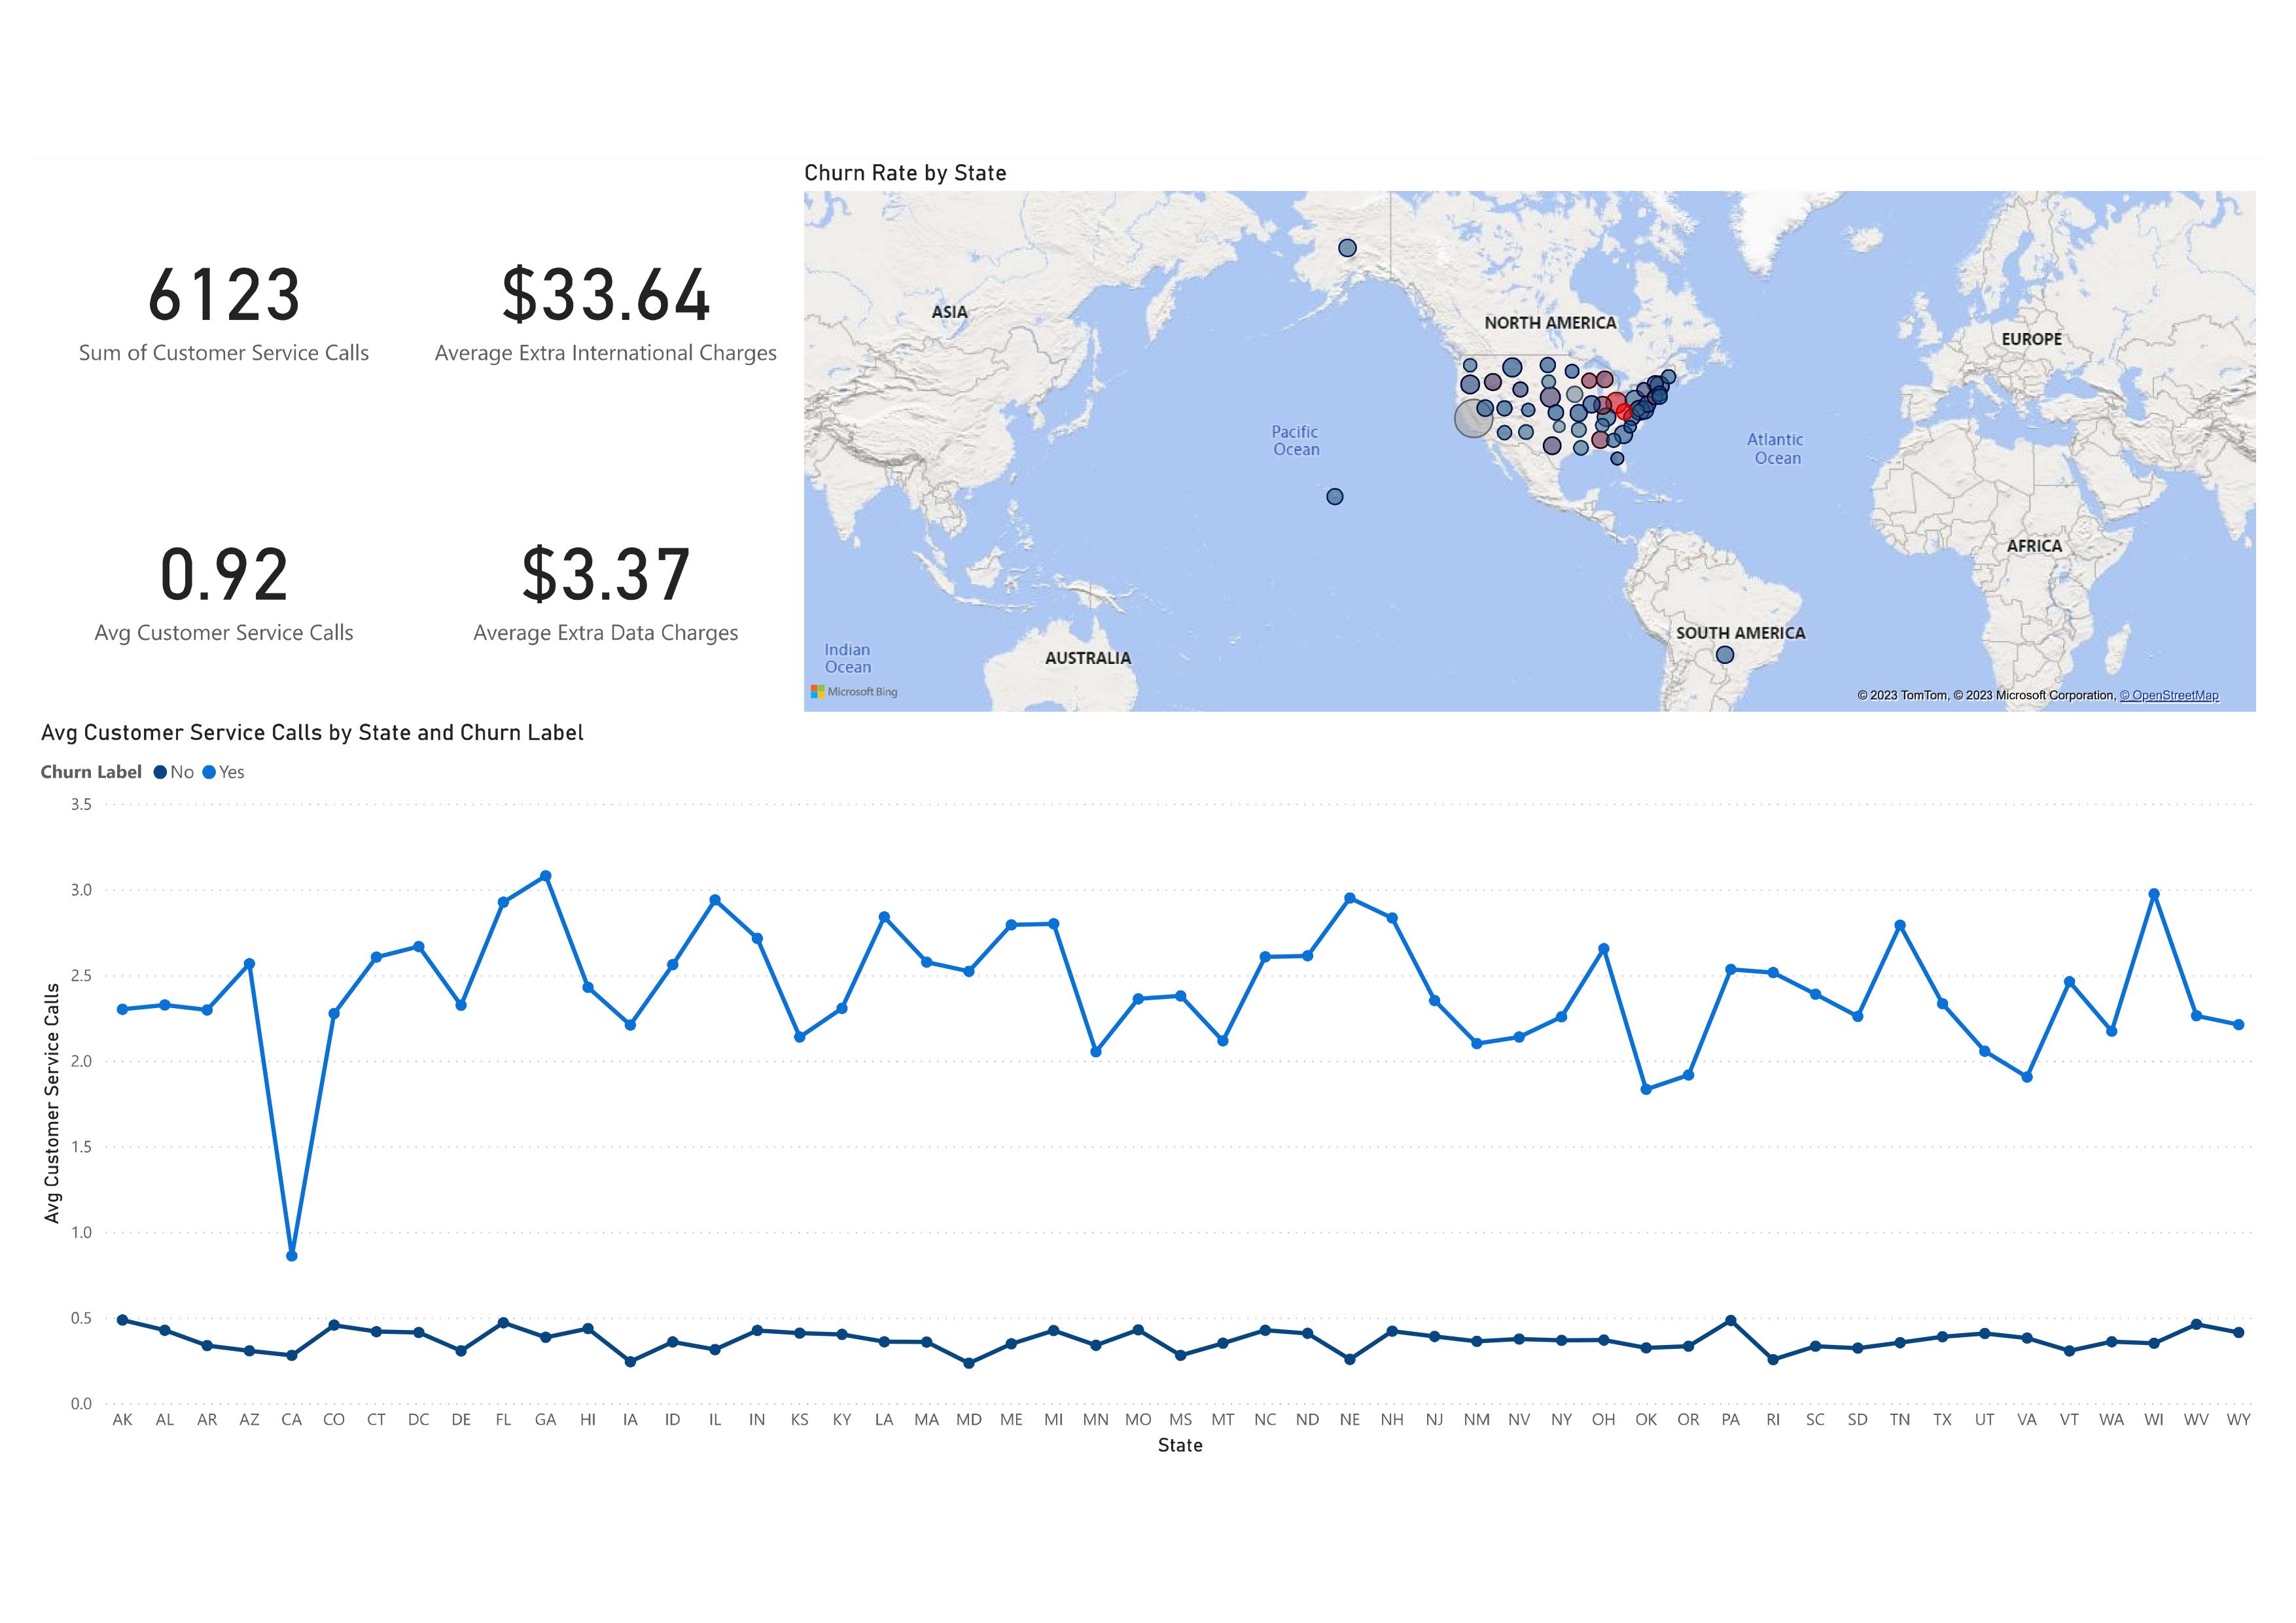 6123
Sum of Customer Service Calls
$33.64
Average Extra International Charges
0.92
Avg Customer Service Calls
$3.37
Average Extra Data Charges
Churn Rate by State
ASIA
NORTH AMERICA
EUROPE
Pacific
Ocean
Atlantic
Ocean
AFRICA
SOUTH AMERICA
Indian
Ocean
AUSTRALIA
Microsoft Bing
© 2023 TomTom, © 2023 Microsoft Corporation, © OpenStreetMap
Avg Customer Service Calls by State and Churn Label
Churn Label No Yes
Avg Customer Service Calls
3.5
3.0
2.5
2.0
1.5
1.0
0.5
0.0
AK AL AR AZ CA CO CT DC DE FL GA HI IA ID IL IN KS KY LA MA MD ME MI MN MO MS MT NC ND NE NH NJ NM NV NY OH OK OR PA RI SC SD TN TX UT VA VT WA WI WV WY
State